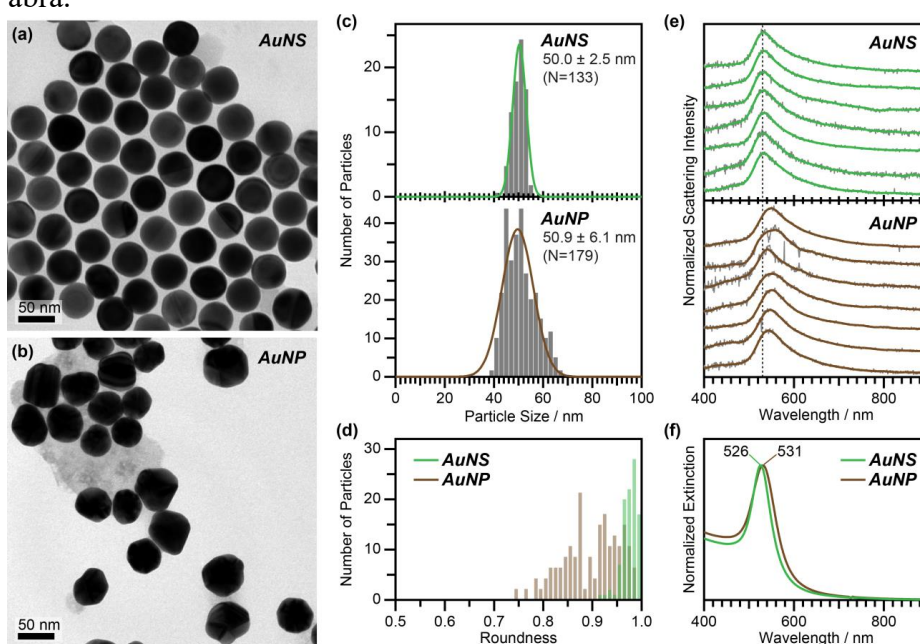 abra.
(a)
AuNS
50 nm
(b)
AuNP
50 nm
(c)
AuNS
50.0 ± 2.5 nm
(N=133)
20
10
0
Number of Particles
AuNP
50.9 ± 6.1 nm
(N=179)
40
30
20
10
0
0 20 40 60 80 100
Particle Size / nm
(d)
AuNS
AuNP
30
20
10
0
Number of Particles
0.5 0.6 0.7 0.8 0.9 1.0
Roundness
(e)
AuNS
AuNP
Normalized Scattering Intensity
400 600 800
Wavelength / nm
(f)
526 531
AuNS
AuNP
Normalized Extinction
400 600 800
Wavelength / nm